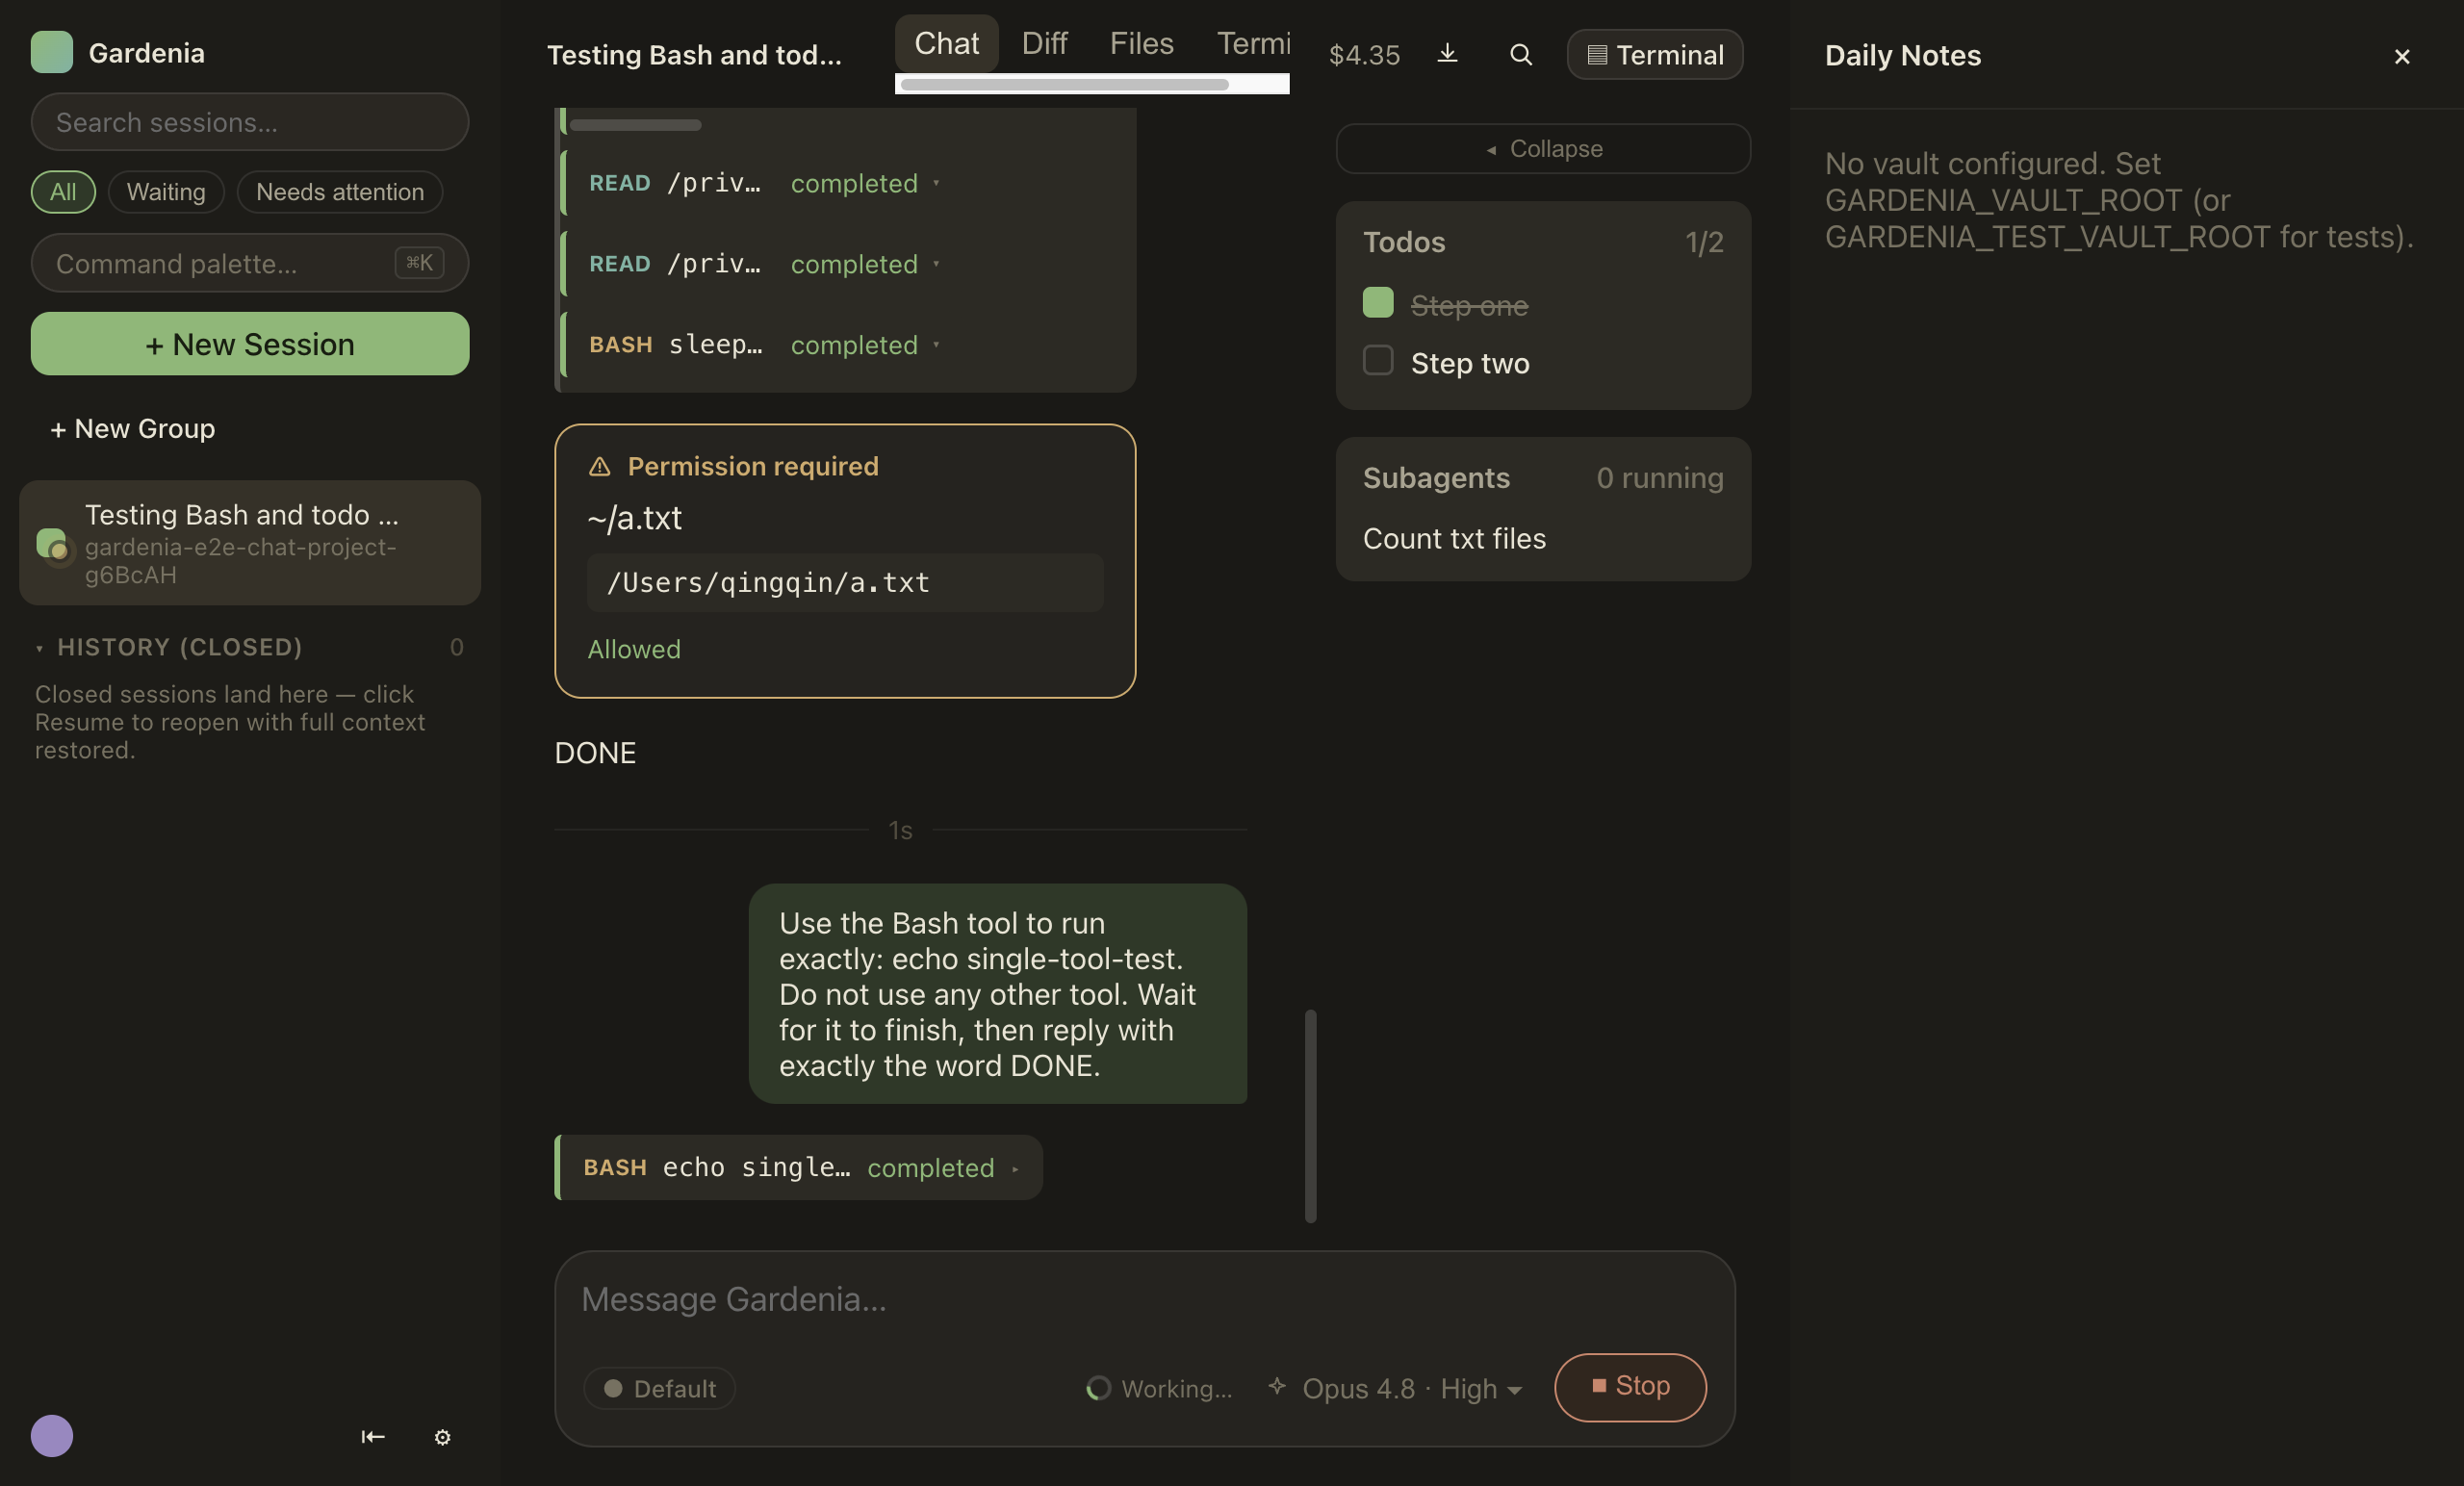 Gardenia
Search sessions...
All
Waiting
Needs attention
Command palette...
⌘K
+ New Session
+ New Group
Testing Bash and todo ...
gardenia-e2e-chat-project-
g6BcAH
HISTORY (CLOSED)
0
Closed sessions land here — click
Resume to reopen with full context
restored.
Testing Bash and tod...
Chat
Diff
Files
Termi
$4.35
Terminal
READ /priv… completed
READ /priv… completed
BASH sleep… completed
Permission required
~/a.txt
/Users/qingqin/a.txt
Allowed
DONE
1s
Use the Bash tool to run
exactly: echo single-tool-test.
Do not use any other tool. Wait
for it to finish, then reply with
exactly the word DONE.
BASH echo single… completed
Message Gardenia...
Default
Working...
Opus 4.8 · High
Stop
Collapse
Todos
1/2
Step one
Step two
Subagents
0 running
Count txt files
Daily Notes
×
No vault configured. Set
GARDENIA_VAULT_ROOT (or
GARDENIA_TEST_VAULT_ROOT for tests).